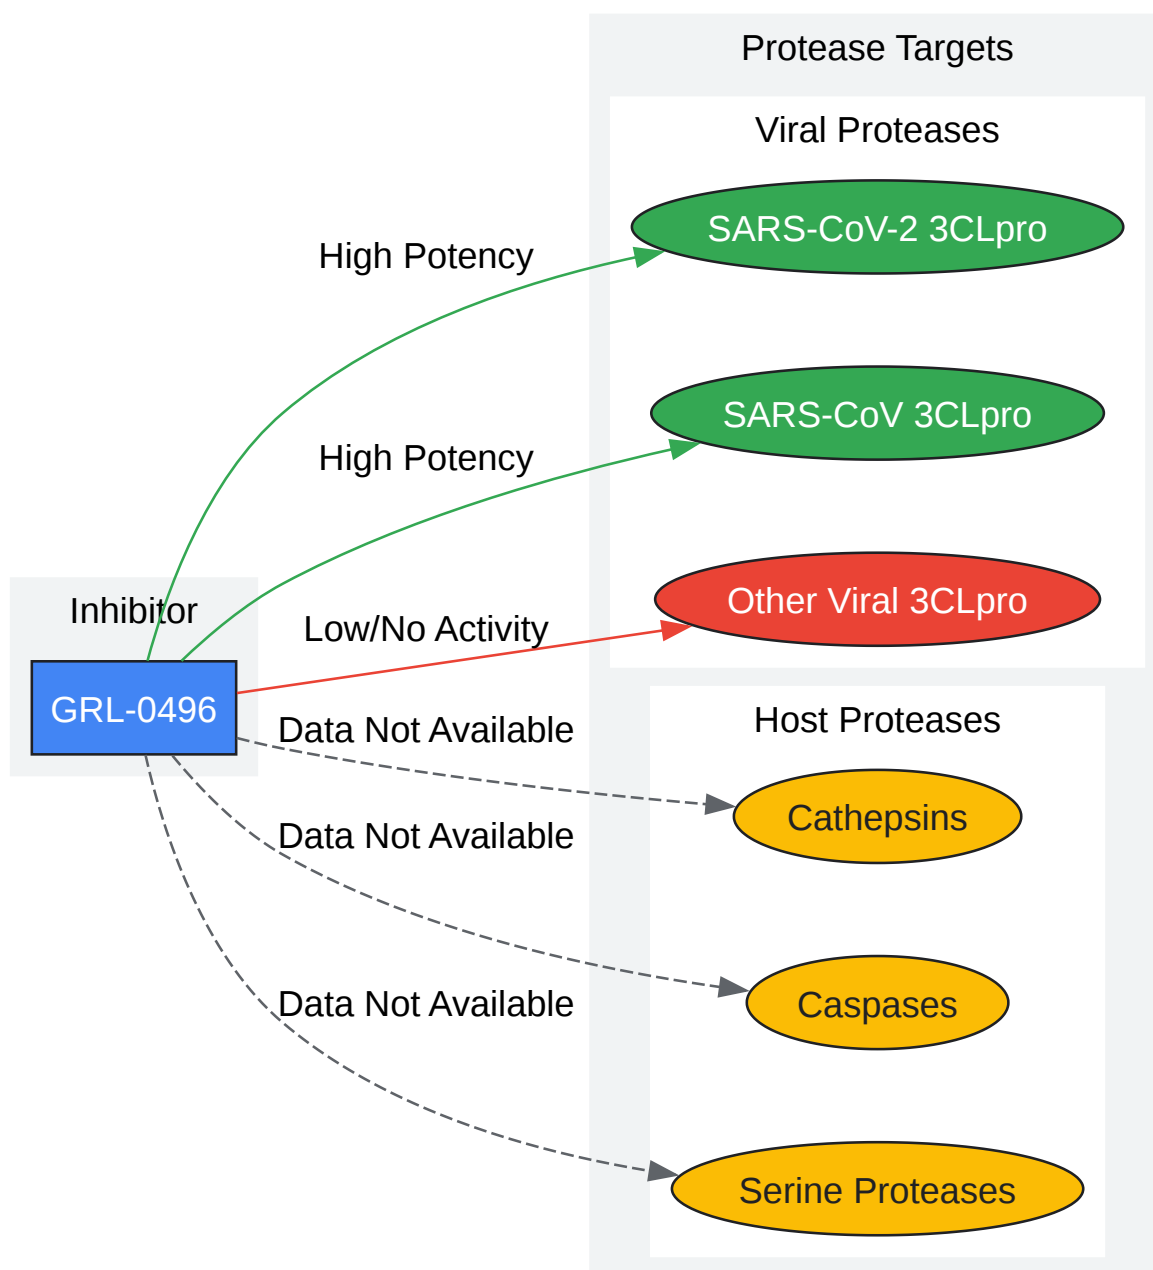 Protease Targets
Viral Proteases
SARS-CoV-2 3CLpro
High Potency
SARS-CoV 3CLpro
High Potency
Other Viral 3CLpro
Inhibitor
Low/No Activity
GRL-0496
Data Not Available
Host Proteases
Cathepsins
Data Not Available
Caspases
Data Not Available
Serine Proteases